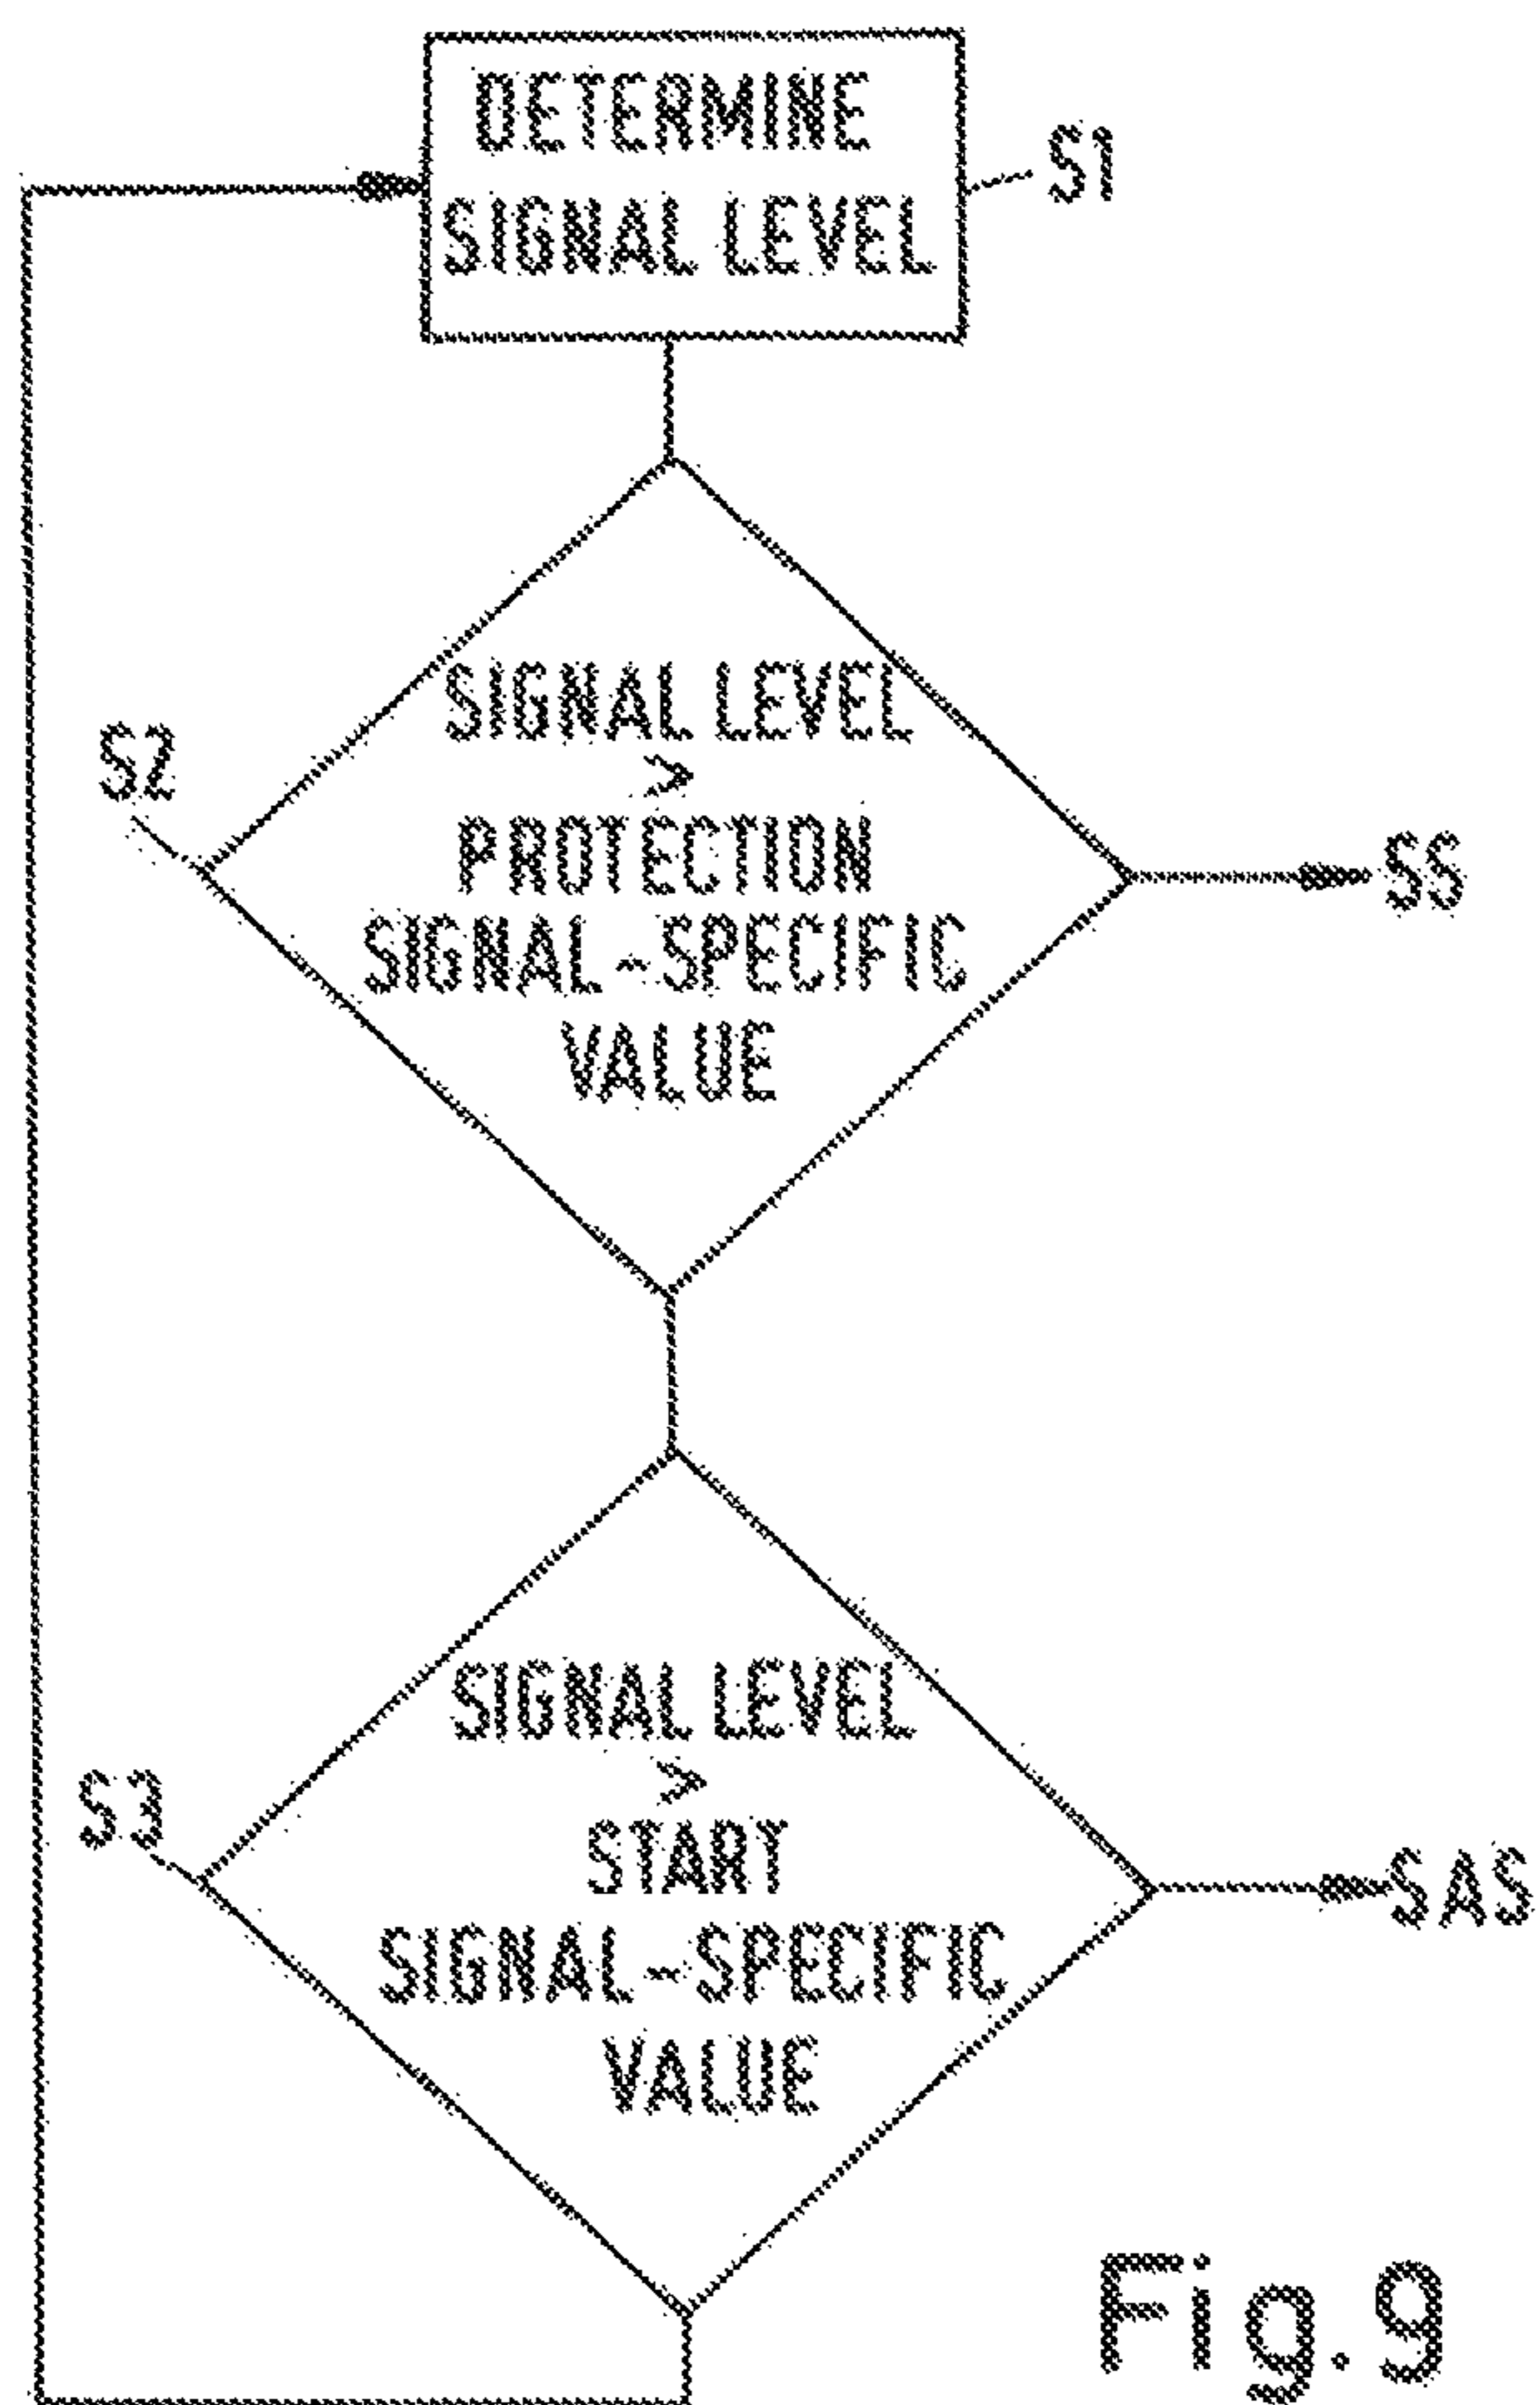 DETERMINE
SIGNAL LEVEL
S1
SIGNAL LEVEL
>
PROTECTION
SIGNAL-SPECIFIC
VALUE
S2
SS
SIGNAL LEVEL
>
START
SIGNAL-SPECIFIC
VALUE
S3
SAS
Fig.9